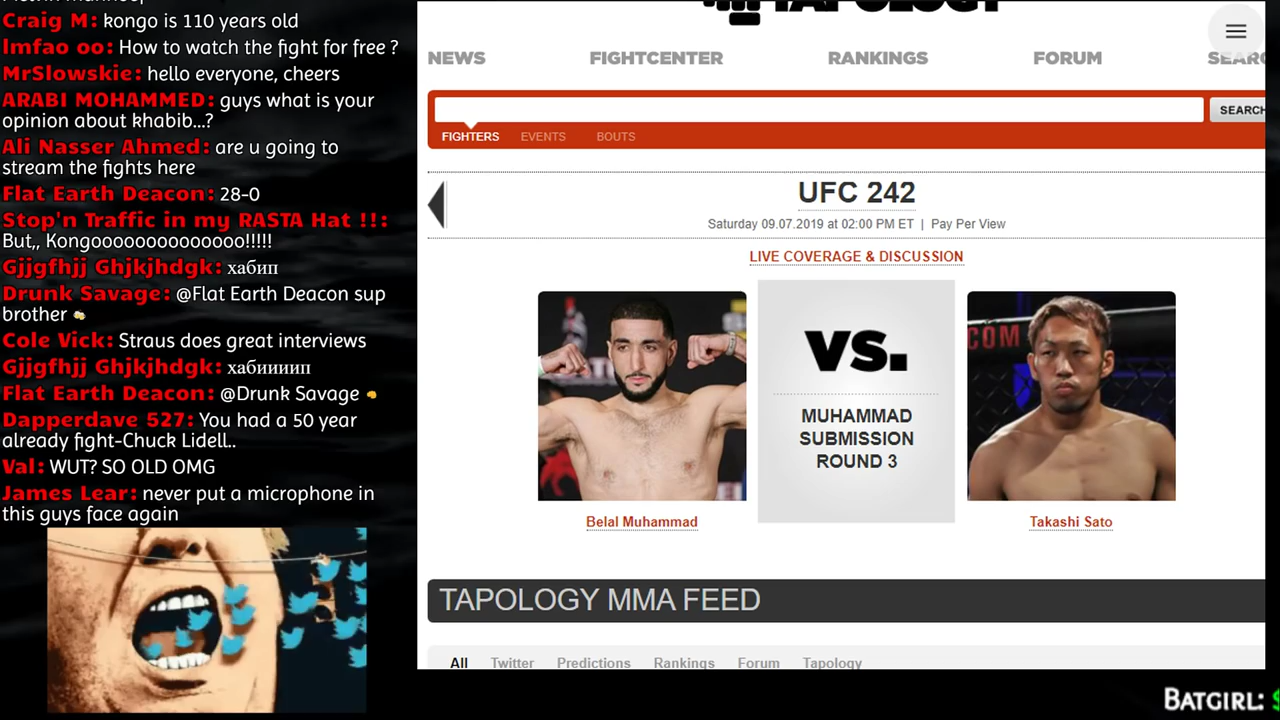 Craig M: kongo is 110 years old
lmfao oo: How to watch the fight for free ?
MrSlowskie: hello everyone, cheers
ARABI MOHAMMED: guys what is your
opinion about khabib...?
Ali Nasser Ahmed: are u going to
stream the fights here
Flat Earth Deacon: 28-0
Stop'n Traffic in my RASTA Hat !!:
But,, Kongoooooooooooooo!!!!!
Gjjgfhjj Ghjkjhdgk: хабип
Drunk Savage: @Flat Earth Deacon sup
brother
Cole Vick: Straus does great interviews
Gjjgfhjj Ghjkjhdgk: хабиииип
Flat Earth Deacon: @Drunk Savage
Dapperdave 527: You had a 50 year
already fight-Chuck Lidell..
Val: WUT? SO OLD OMG
James Lear: never put a microphone in
this guys face again
TAPOLOGY
NEWS FIGHTCENTER RANKINGS FORUM SEARC
SEARCH
FIGHTERS EVENTS BOUTS
UFC 242
Saturday 09.07.2019 at 02:00 PM ET | Pay Per View
LIVE COVERAGE & DISCUSSION
VS.
MUHAMMAD
SUBMISSION
ROUND 3
COM
Belal Muhammad Takashi Sato
TAPOLOGY MMA FEED
All Twitter Predictions Rankings Forum Tapology
BATGIRL: